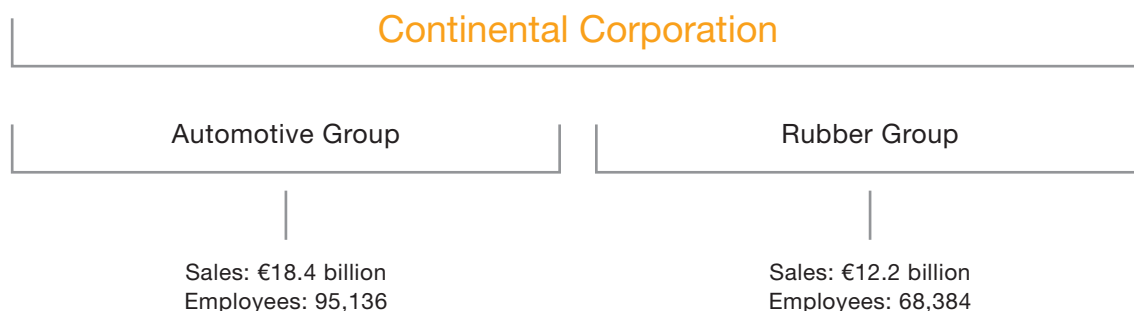 Continental Corporation
Automotive Group
Rubber Group
Sales: €18.4 billion
Employees: 95,136
Sales: €12.2 billion
Employees: 68,384